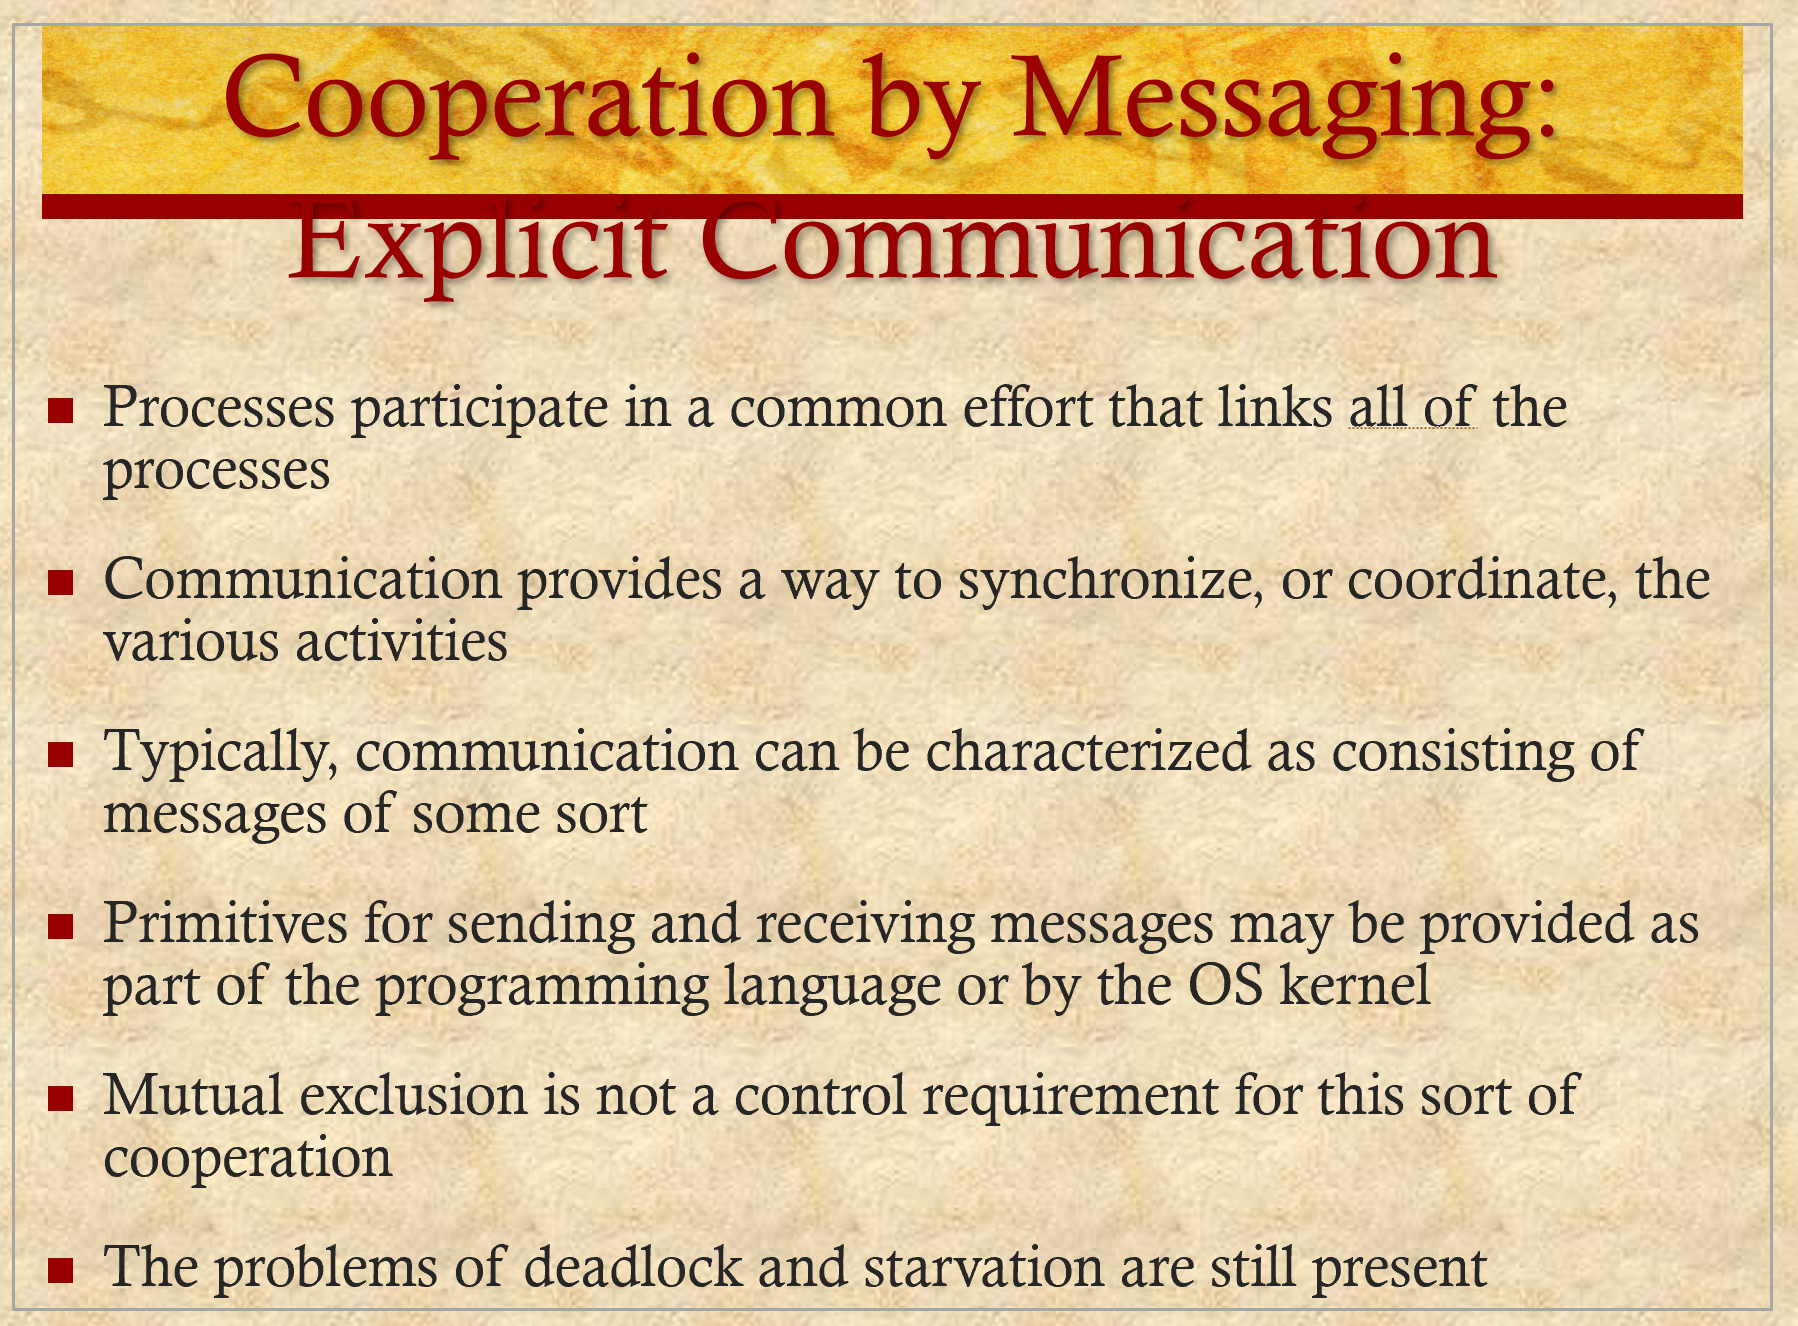 Cooperation by Messaging:
Explicit Communication
Processes participate in a common effort that links all of the
processes
Communication provides a way to synchronize, or coordinate, the
various activities
Typically, communication can be characterized as consisting of
messages of some sort
Primitives for sending and receiving messages may be provided as
part of the programming language or by the OS kernel
Mutual exclusion is not a control requirement for this sort of
cooperation
The problems of deadlock and starvation are still present